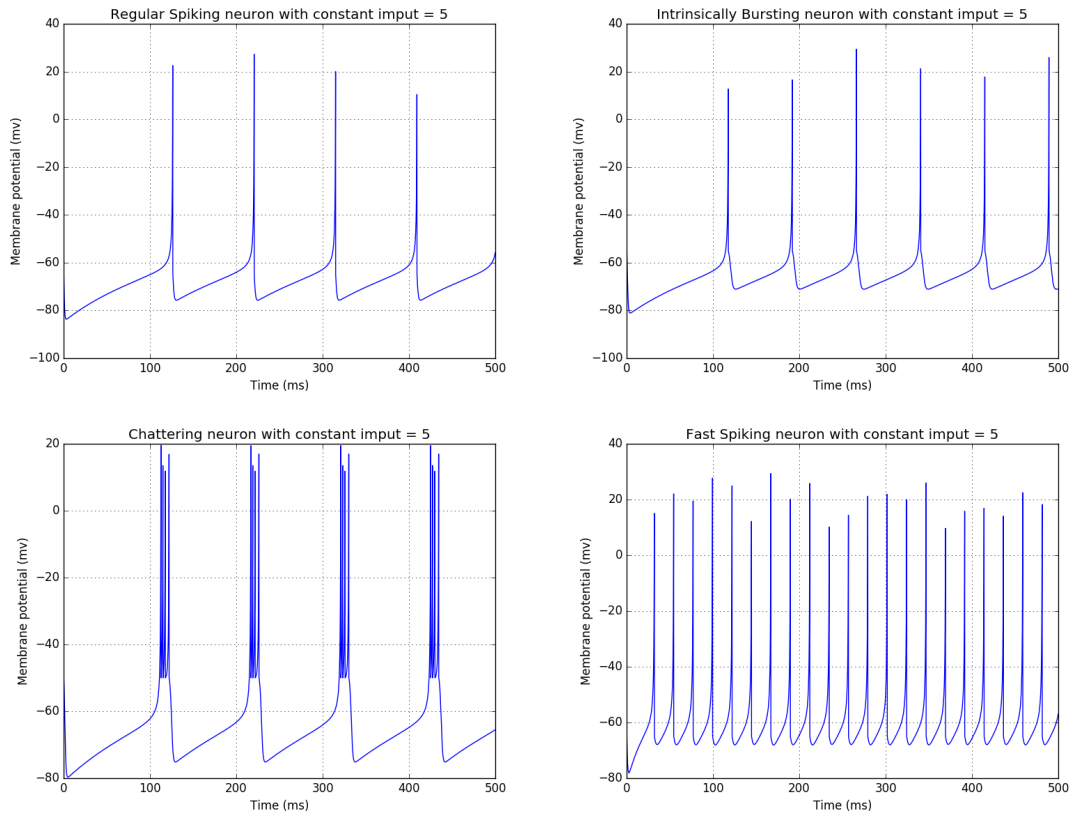 Regular Spiking neuron with constant imput = 5
40
20
0
−20
−40
−60
−80
−100
Membrane potential (mv)
0 100 200 300 400 500
Time (ms)
Intrinsically Bursting neuron with constant imput = 5
40
20
0
−20
−40
−60
−80
−100
Membrane potential (mv)
0 100 200 300 400 500
Time (ms)
Chattering neuron with constant imput = 5
20
0
−20
−40
−60
−80
Membrane potential (mv)
0 100 200 300 400 500
Time (ms)
Fast Spiking neuron with constant imput = 5
40
20
0
−20
−40
−60
−80
Membrane potential (mv)
0 100 200 300 400 500
Time (ms)